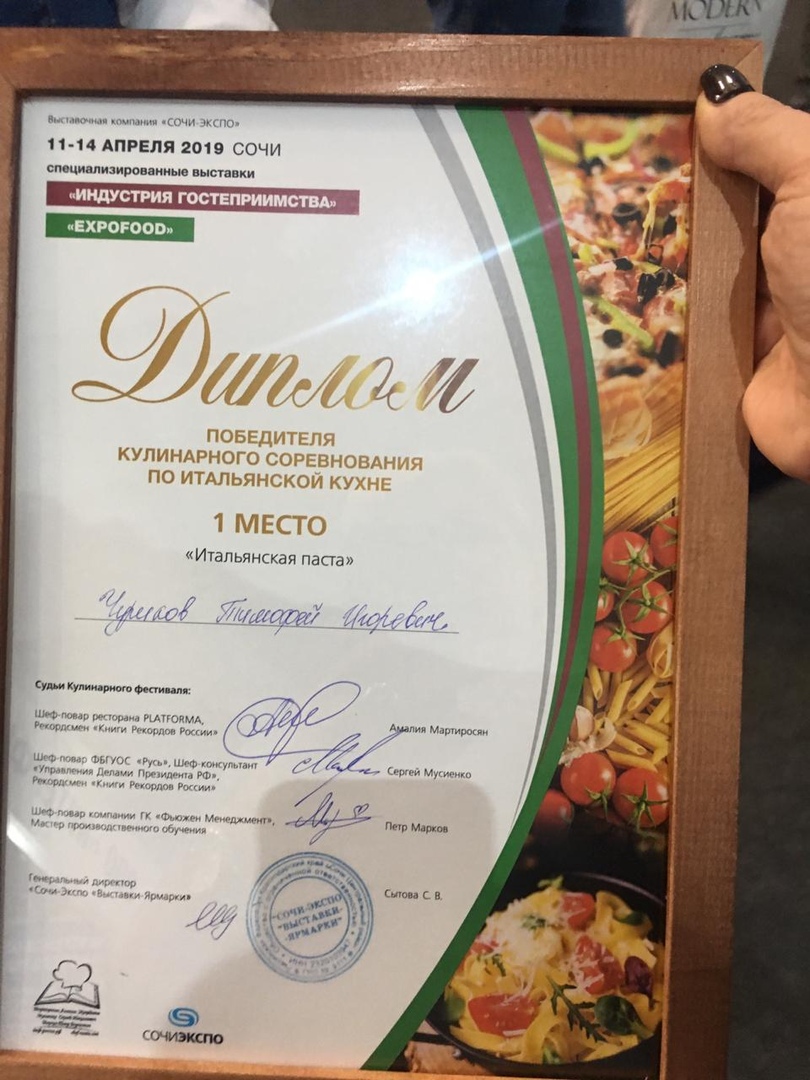 MODERN
Выставочная компания «СОЧИ-ЭКСПО»
11-14 АПРЕЛЯ 2019 СОЧИ
специализированные выставки
«ИНДУСТРИЯ ГОСТЕПРИИМСТВА»
«EXPOFOOD»
Диплом
ПОБЕДИТЕЛЯ
КУЛИНАРНОГО СОРЕВНОВАНИЯ
ПО ИТАЛЬЯНСКОЙ КУХНЕ
1 МЕСТО
«Итальянская паста»
Тимофей Игоревич
Судьи Кулинарного фестиваля:
Шеф-повар ресторана PLATFORMA,
Рекордсмен «Книги Рекордов России»
Амалия Мартиросян
Шеф-повар ФБГУОС «Русь», Шеф-консультант
«Управления Делами Президента РФ»,
Рекордсмен «Книги Рекордов России»
Сергей Мусиенко
Шеф-повар компании ГК «Фьюжен Менеджмент»,
Мастер производственного обучения
Петр Марков
Генеральный директор
«Сочи-Экспо «Выставки-Ярмарки»
Сытова С. В.
"СОЧИ-ЭКСПО
"ВЫСТАВКИ-
-ЯРМАРКИ"
СОЧИЭКСПО